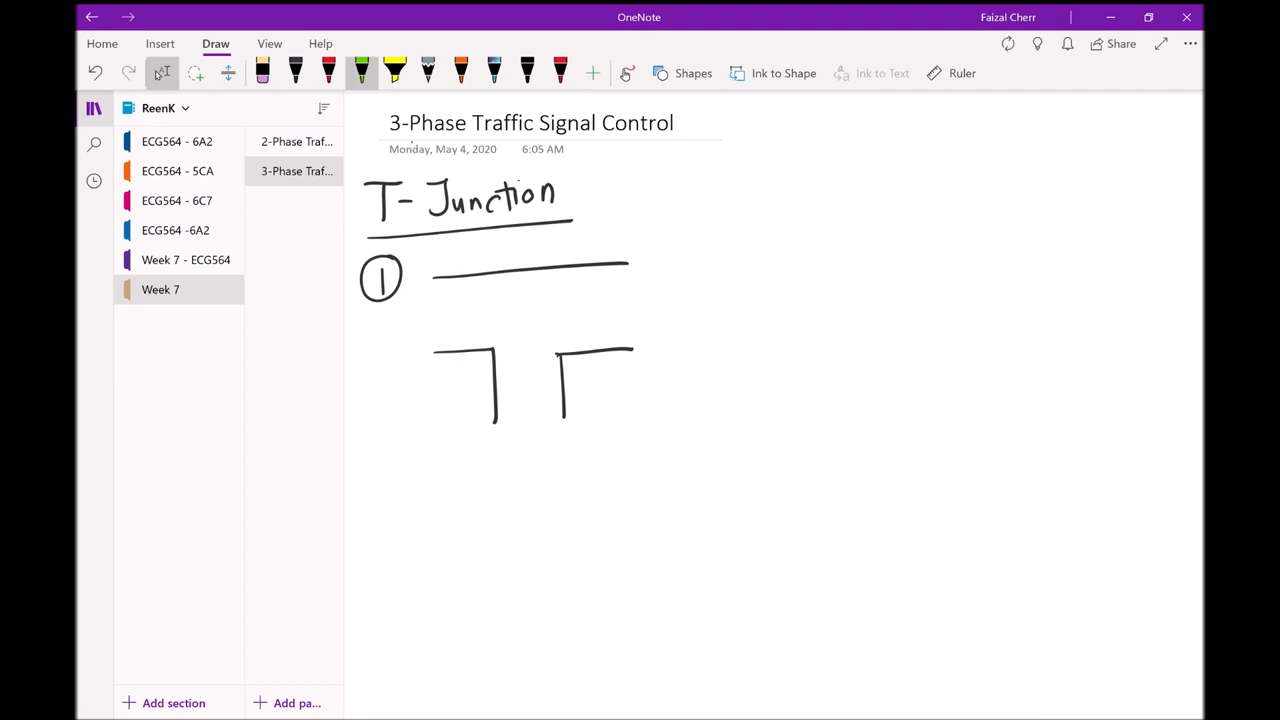 OneNote
Faizal Cherr
Home Insert Draw View Help
Share
Shapes
Ink to Shape
Ink to Text
Ruler
ReenK
ECG564 - 6A2
ECG564 - 5CA
ECG564 - 6C7
ECG564 -6A2
Week 7 - ECG564
Week 7
2-Phase Traf...
3-Phase Traf...
3-Phase Traffic Signal Control
Monday, May 4, 2020 6:05 AM
T- Junction
1
Add section
Add pa...